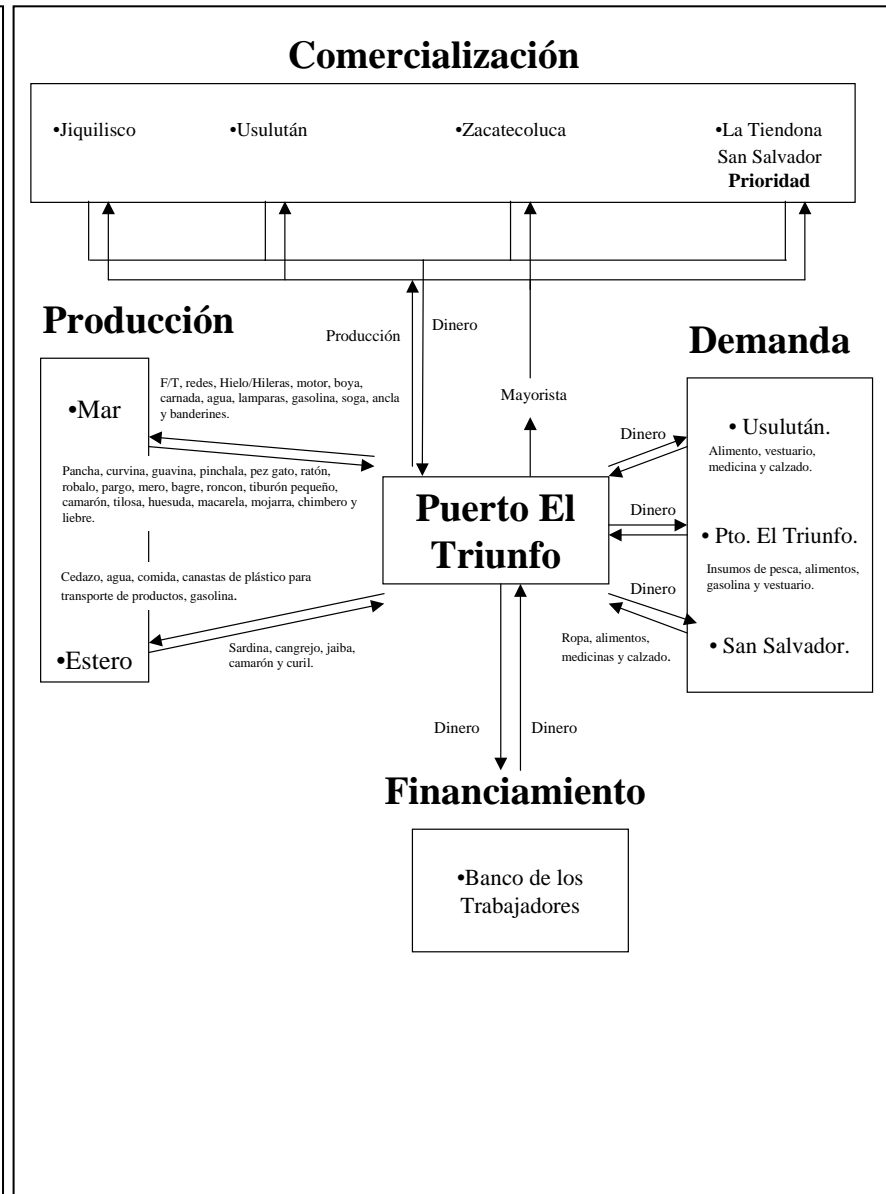 Comercialización
•Jiquilisco
•Usulután
•Zacatecoluca
•La Tiendona
San Salvador
Prioridad
Producción
Dinero
Mayorista
Producción
•Mar
F/T, redes, Hielo/Hileras, motor, boya,
carnada, agua, lamparas, gasolina, soga, ancla
y banderines.
Pancha, curvina, guavina, pinchala, pez gato, ratón,
robalo, pargo, mero, bagre, roncon, tiburón pequeño,
camarón, tilosa, huesuda, macarela, mojarra, chimbero y
liebre.
Cedazo, agua, comida, canastas de plástico para
transporte de productos, gasolina.
•Estero
Sardina, cangrejo, jaiba,
camarón y curil.
Puerto El
Triunfo
Demanda
Dinero
• Usulután.
Alimento, vestuario,
medicina y calzado.
Dinero
• Pto. El Triunfo.
Insumos de pesca, alimentos,
gasolina y vestuario.
Dinero
Ropa, alimentos,
medicinas y calzado.
• San Salvador.
Dinero
Dinero
Financiamiento
•Banco de los
Trabajadores